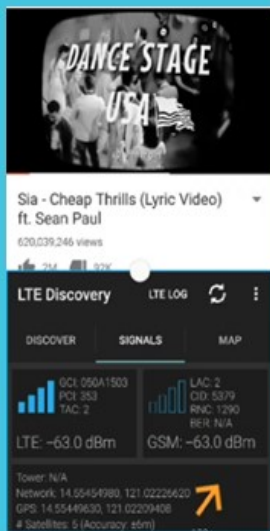 DANCE STAGE
USA
Sia - Cheap Thrills (Lyric Video)
ft. Sean Paul
620,039,246 views
2M 92K
LTE Discovery LTE LOG
DISCOVER SIGNALS MAP
GCI: 050A1503
PCI: 353
TAC: 2
LTE: -63.0 dBm
LAC: 2
CID: 5379
RNC: 1290
BER: N/A
GSM: -63.0 dBm
Tower: N/A
Network: 14.55454980, 121.02226620
GPS: 14.55449630, 121.02209408
# Satellites: 5 (Accuracy: ±6m)